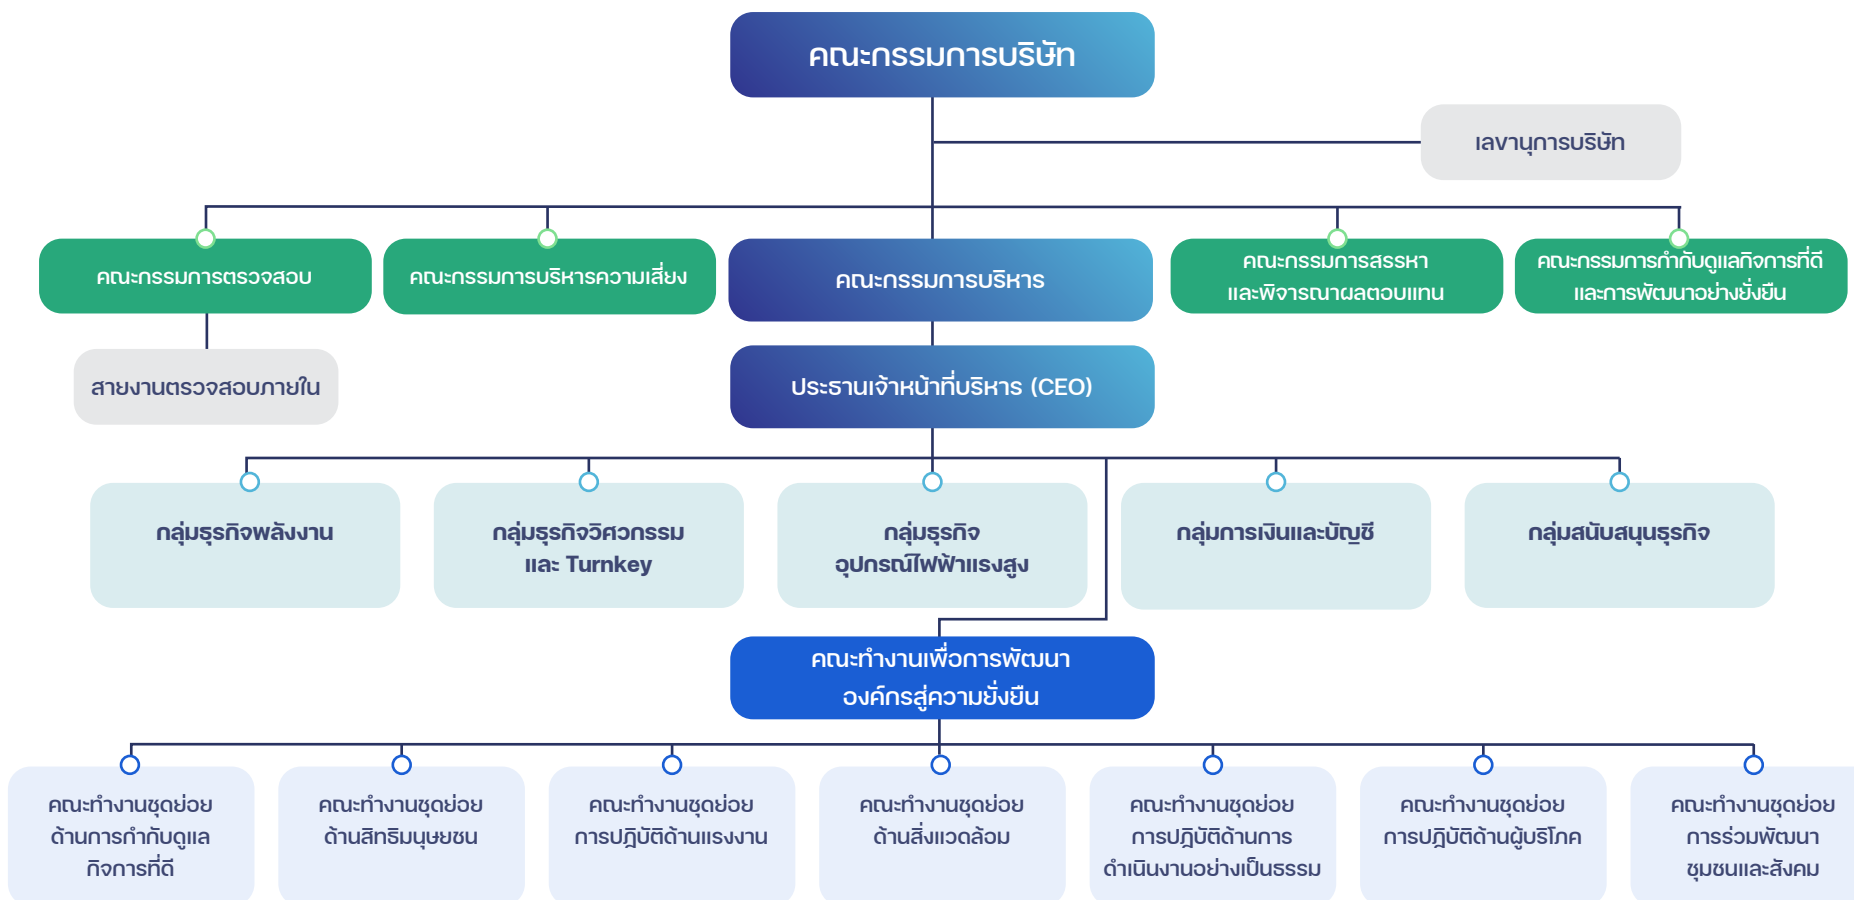 คณะกรรมการบริษัท
เลขานุการบริษัท
คณะกรรมการตรวจสอบ
คณะกรรมการบริหารความเสี่ยง
คณะกรรมการบริหาร
คณะกรรมการสรรหา
และพิจารณาผลตอบแทน
คณะกรรมการกำกับดูแลกิจการที่ดี
และการพัฒนาอย่างยั่งยืน
สายงานตรวจสอบภายใน
ประธานเจ้าหน้าที่บริหาร (CEO)
กลุ่มธุรกิจพลังงาน
กลุ่มธุรกิจวิศวกรรม
และ Turnkey
กลุ่มธุรกิจ
อุปกรณ์ไฟฟ้าแรงสูง
กลุ่มการเงินและบัญชี
กลุ่มสนับสนุนธุรกิจ
คณะทำงานเพื่อการพัฒนา
องค์กรสู่ความยั่งยืน
คณะทำงานชุดย่อย
ด้านการกำกับดูแล
กิจการที่ดี
คณะทำงานชุดย่อย
ด้านสิทธิมนุษยชน
คณะทำงานชุดย่อย
การปฎิบัติด้านแรงงาน
คณะทำงานชุดย่อย
ด้านสิ่งแวดล้อม
คณะทำงานชุดย่อย
การปฎิบัติด้านการ
ดำเนินงานอย่างเป็นธรรม
คณะทำงานชุดย่อย
การปฎิบัติด้านผู้บริโภค
คณะทำงานชุดย่อย
การร่วมพัฒนา
ชุมชนและสังคม